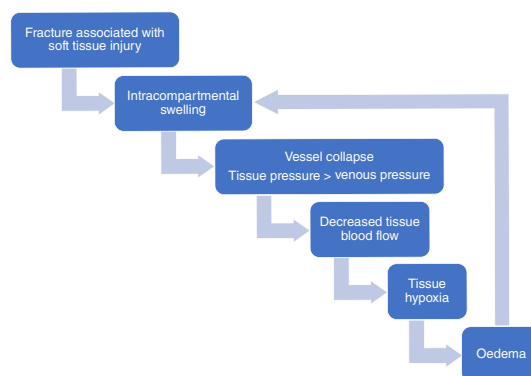 Fracture associated with
soft tissue injury
Intracompartmental
swelling
Vessel collapse
Tissue pressure > venous pressure
Decreased tissue
blood flow
Tissue
hypoxia
Oedema